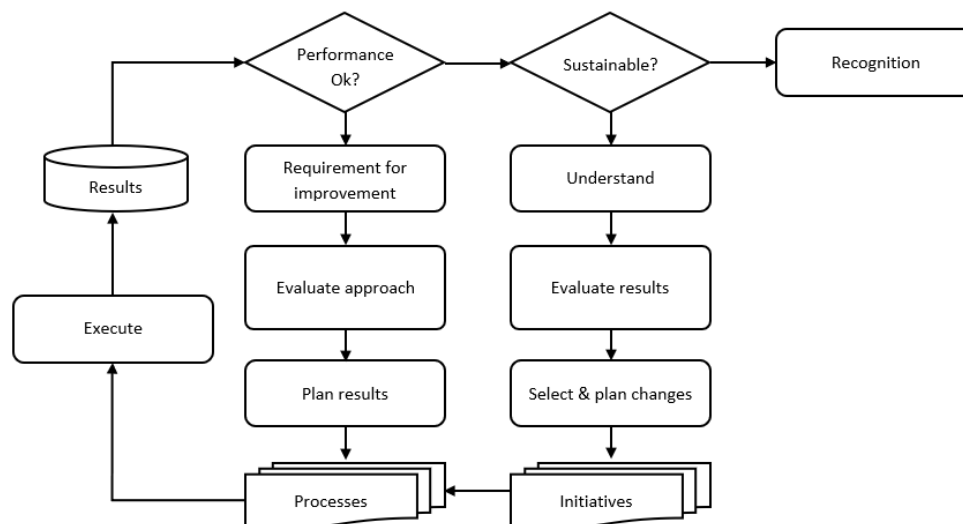 Performance
Ok?
Sustainable?
Recognition
Results
Requirement for
improvement
Understand
Evaluate approach
Evaluate results
Execute
Plan results
Select & plan changes
Processes
Initiatives